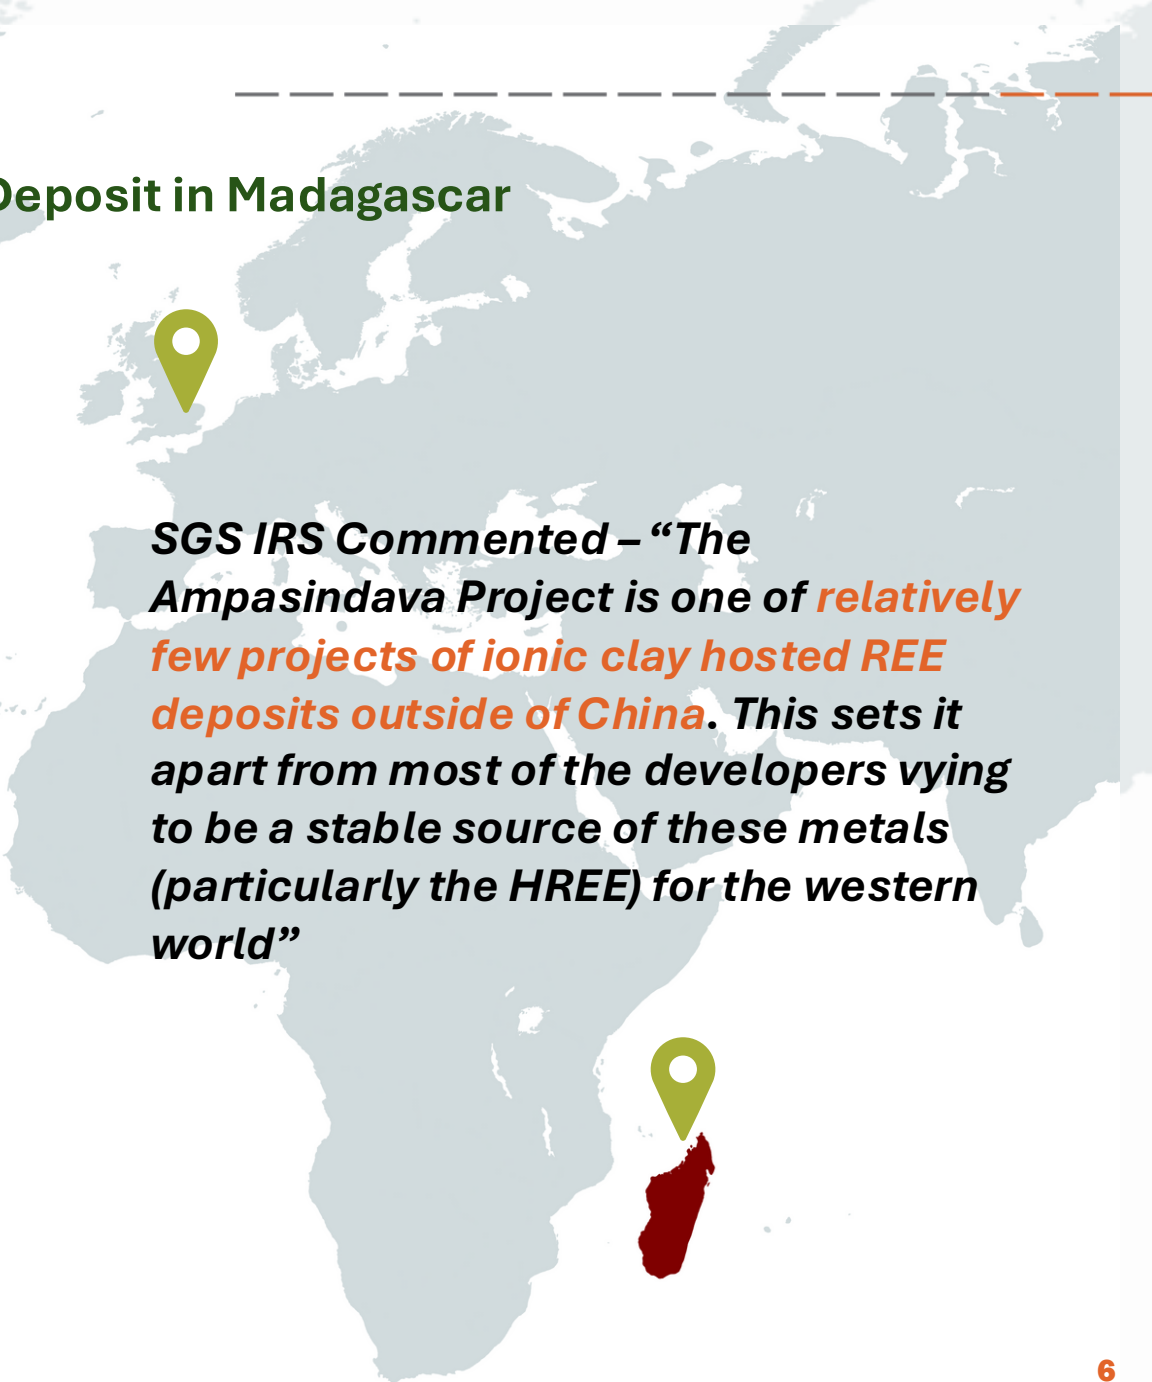 Deposit in Madagascar
SGS IRS Commented – “The
Ampasindava Project is one of relatively
few projects of ionic clay hosted REE
deposits outside of China. This sets it
apart from most of the developers vying
to be a stable source of these metals
(particularly the HREE) for the western
world”
6